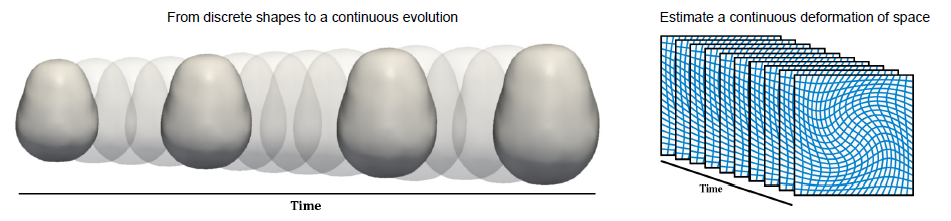 From discrete shapes to a continuous evolution
Estimate a continuous deformation of space
Time
Time